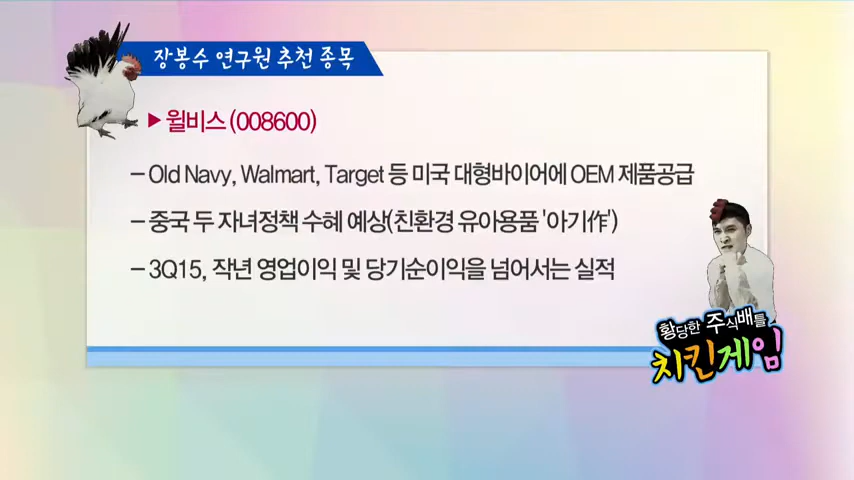 장봉수 연구원 추천 종목
▶윌비스(008600)
– Old Navy, Walmart, Target 등 미국 대형바이어에 OEM 제품공급
– 중국 두 자녀정책 수혜 예상(친환경 유아용품 '아기作')
– 3Q15, 작년 영업이익 및 당기순이익을 넘어서는 실적
황당한 주식배틀
치킨게임